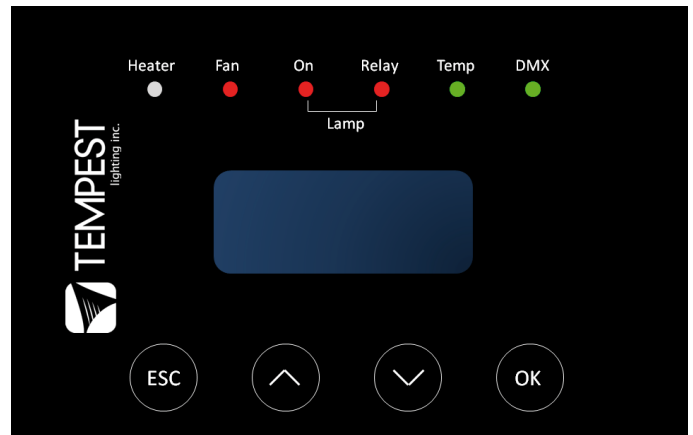 Heater Fan On Relay Temp DMX
Lamp
TEMPEST
lighting inc.
ESC OK